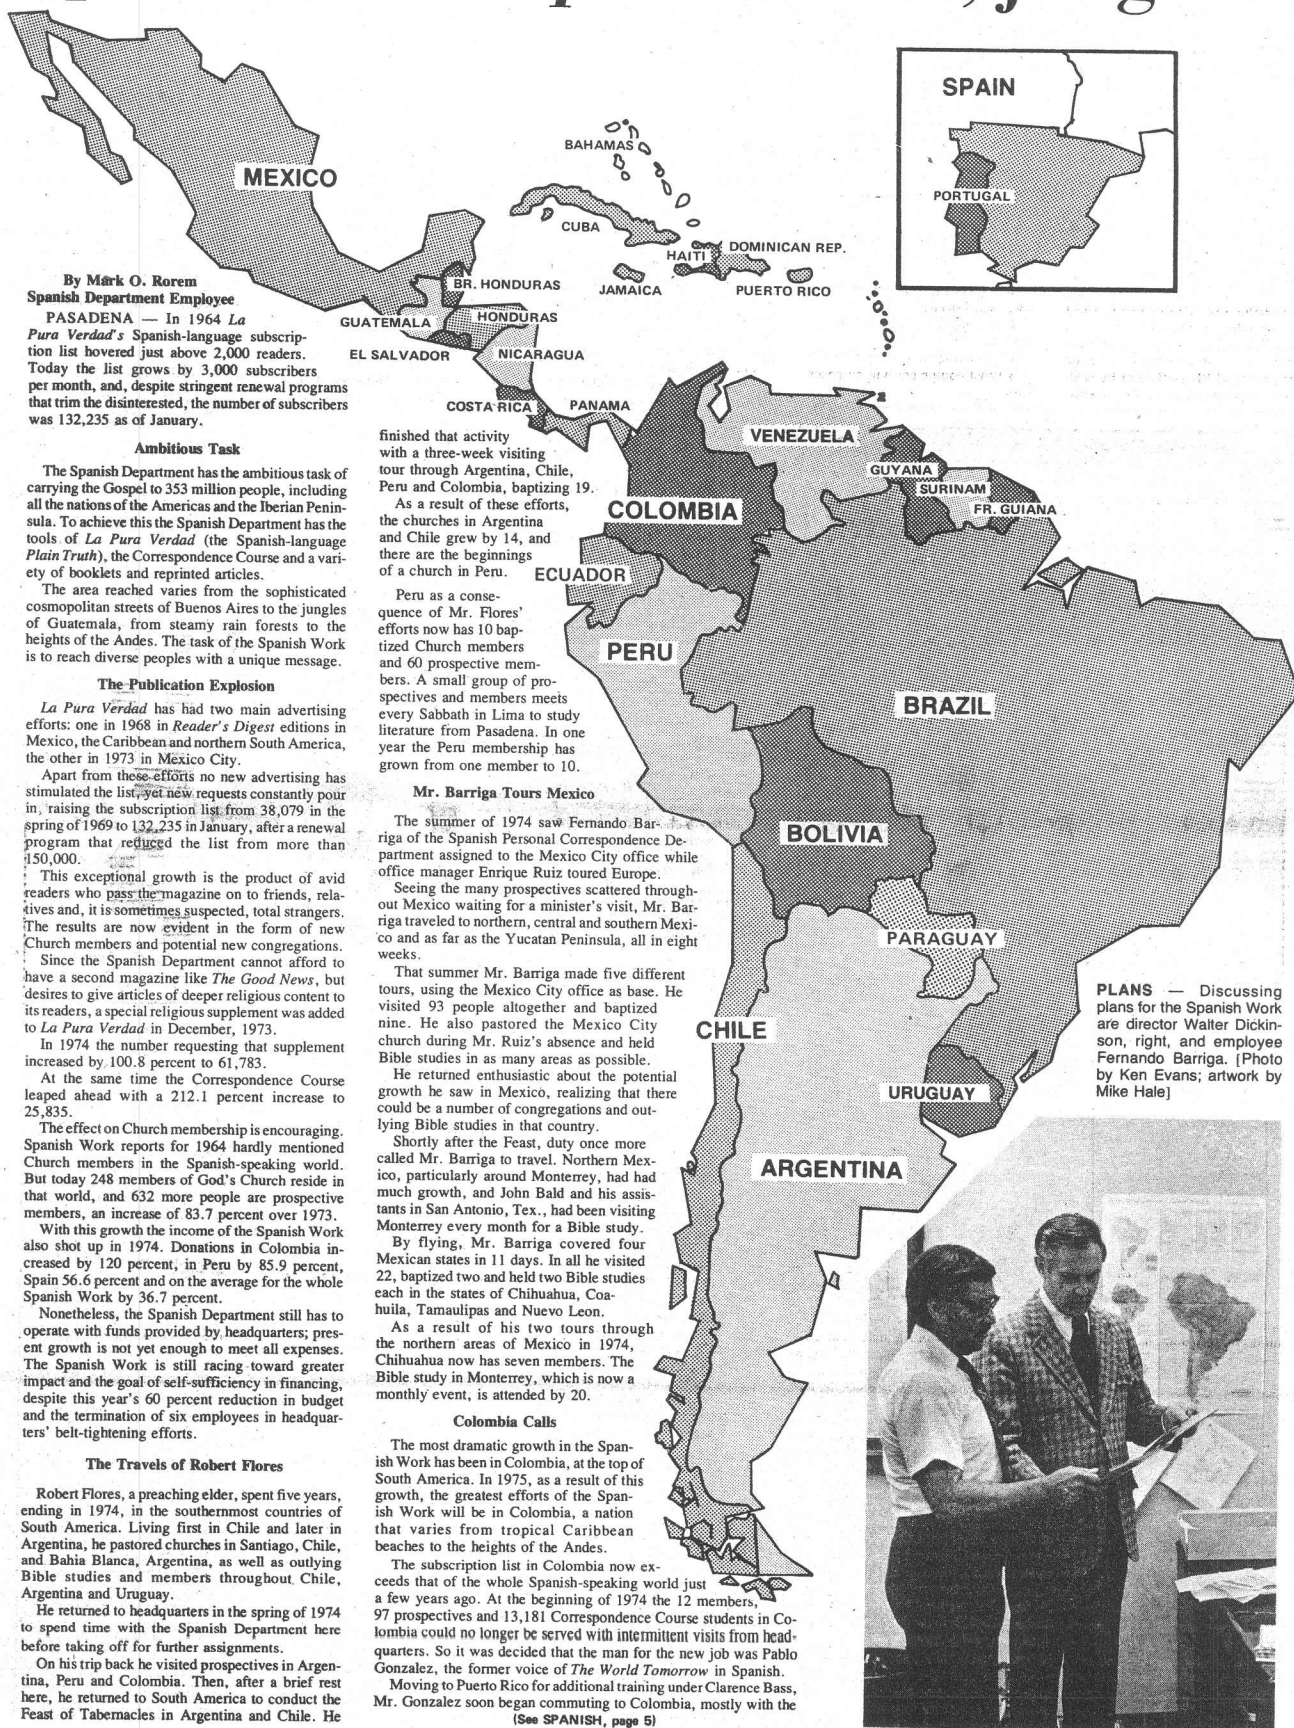 MEXICO
BAHAMAS
CUBA
HAITI
DOMINICAN REP.
JAMAICA
PUERTO RICO
BR. HONDURAS
GUATEMALA
HONDURAS
EL SALVADOR
NICARAGUA
COSTA RICA
PANAMA
SPAIN
PORTUGAL
VENEZUELA
GUYANA
SURINAM
FR. GUIANA
COLOMBIA
ECUADOR
PERU
BRAZIL
BOLIVIA
PARAGUAY
CHILE
URUGUAY
ARGENTINA
By Mark O. Rorem
Spanish Department Employee
PASADENA — In 1964 La
Pura Verdad's Spanish-language subscrip-
tion list hovered just above 2,000 readers.
Today the list grows by 3,000 subscribers
per month, and, despite stringent renewal programs
that trim the disinterested, the number of subscribers
was 132,235 as of January.
Ambitious Task
The Spanish Department has the ambitious task of
carrying the Gospel to 353 million people, including
all the nations of the Americas and the Iberian Penin-
sula. To achieve this the Spanish Department has the
tools of La Pura Verdad (the Spanish-language
Plain Truth), the Correspondence Course and a vari-
ety of booklets and reprinted articles.
The area reached varies from the sophisticated
cosmopolitan streets of Buenos Aires to the jungles
of Guatemala, from steamy rain forests to the
heights of the Andes. The task of the Spanish Work
is to reach diverse peoples with a unique message.
The Publication Explosion
La Pura Verdad has had two main advertising
efforts: one in 1968 in Reader's Digest editions in
Mexico, the Caribbean and northern South America,
the other in 1973 in Mexico City.
Apart from these efforts no new advertising has
stimulated the list, yet new requests constantly pour
in, raising the subscription list from 38,079 in the
spring of 1969 to 132,235 in January, after a renewal
program that reduced the list from more than
150,000.
This exceptional growth is the product of avid
readers who pass the magazine on to friends, rela-
tives and, it is sometimes suspected, total strangers.
The results are now evident in the form of new
Church members and potential new congregations.
Since the Spanish Department cannot afford to
have a second magazine like The Good News, but
desires to give articles of deeper religious content to
its readers, a special religious supplement was added
to La Pura Verdad in December, 1973.
In 1974 the number requesting that supplement
increased by 100.8 percent to 61,783.
At the same time the Correspondence Course
leaped ahead with a 212.1 percent increase to
25,835.
The effect on Church membership is encouraging.
Spanish Work reports for 1964 hardly mentioned
Church members in the Spanish-speaking world.
But today 248 members of God's Church reside in
that world, and 632 more people are prospective
members, an increase of 83.7 percent over 1973.
With this growth the income of the Spanish Work
also shot up in 1974. Donations in Colombia in-
creased by 120 percent, in Peru by 85.9 percent,
Spain 56.6 percent and on the average for the whole
Spanish Work by 36.7 percent.
Nonetheless, the Spanish Department still has to
operate with funds provided by headquarters; pres-
ent growth is not yet enough to meet all expenses.
The Spanish Work is still racing toward greater
impact and the goal of self-sufficiency in financing,
despite this year's 60 percent reduction in budget
and the termination of six employees in headquar-
ters' belt-tightening efforts.
The Travels of Robert Flores
Robert Flores, a preaching elder, spent five years,
ending in 1974, in the southernmost countries of
South America. Living first in Chile and later in
Argentina, he pastored churches in Santiago, Chile,
and Bahia Blanca, Argentina, as well as outlying
Bible studies and members throughout Chile,
Argentina and Uruguay.
He returned to headquarters in the spring of 1974
to spend time with the Spanish Department here
before taking off for further assignments.
On his trip back he visited prospectives in Argen-
tina, Peru and Colombia. Then, after a brief rest
here, he returned to South America to conduct the
Feast of Tabernacles in Argentina and Chile. He
finished that activity
with a three-week visiting
tour through Argentina, Chile,
Peru and Colombia, baptizing 19.
As a result of these efforts,
the churches in Argentina
and Chile grew by 14, and
there are the beginnings
of a church in Peru.
Peru as a conse-
quence of Mr. Flores'
efforts now has 10 bap-
tized Church members
and 60 prospective mem-
bers. A small group of pro-
spectives and members meets
every Sabbath in Lima to study
literature from Pasadena. In one
year the Peru membership has
grown from one member to 10.
Mr. Barriga Tours Mexico
The summer of 1974 saw Fernando Bar-
riga of the Spanish Personal Correspondence De-
partment assigned to the Mexico City office while
office manager Enrique Ruiz toured Europe.
Seeing the many prospectives scattered through-
out Mexico waiting for a minister's visit, Mr. Bar-
riga traveled to northern, central and southern Mexi-
co and as far as the Yucatan Peninsula, all in eight
weeks.
That summer Mr. Barriga made five different
tours, using the Mexico City office as base. He
visited 93 people altogether and baptized
nine. He also pastored the Mexico City
church during Mr. Ruiz's absence and held
Bible studies in as many areas as possible.
He returned enthusiastic about the potential
growth he saw in Mexico, realizing that there
could be a number of congregations and out-
lying Bible studies in that country.
Shortly after the Feast, duty once more
called Mr. Barriga to travel. Northern Mex-
ico, particularly around Monterrey, had had
much growth, and John Bald and his assis-
tants in San Antonio, Tex., had been visiting
Monterrey every month for a Bible study.
By flying, Mr. Barriga covered four
Mexican states in 11 days. In all he visited
22, baptized two and held two Bible studies
each in the states of Chihuahua, Coa-
huila, Tamaulipas and Nuevo Leon.
As a result of his two tours through
the northern areas of Mexico in 1974,
Chihuahua now has seven members. The
Bible study in Monterrey, which is now a
monthly event, is attended by 20.
Colombia Calls
The most dramatic growth in the Span-
ish Work has been in Colombia, at the top of
South America. In 1975, as a result of this
growth, the greatest efforts of the Span-
ish Work will be in Colombia, a nation
that varies from tropical Caribbean
beaches to the heights of the Andes.
The subscription list in Colombia now ex-
ceeds that of the whole Spanish-speaking world just
a few years ago. At the beginning of 1974 the 12 members,
97 prospectives and 13,181 Correspondence Course students in Co-
lombia could no longer be served with intermittent visits from head-
quarters. So it was decided that the man for the new job was Pablo
Gonzalez, the former voice of The World Tomorrow in Spanish.
Moving to Puerto Rico for additional training under Clarence Bass,
Mr. Gonzalez soon began commuting to Colombia, mostly with the
(See SPANISH, page 5)
PLANS — Discussing
plans for the Spanish Work
are director Walter Dickin-
son, right, and employee
Fernando Barriga. [Photo
by Ken Evans; artwork by
Mike Hale]